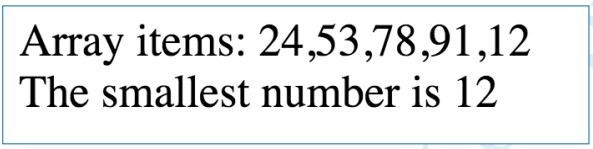 Array items: 24,53,78,91,12
The smallest number is 12